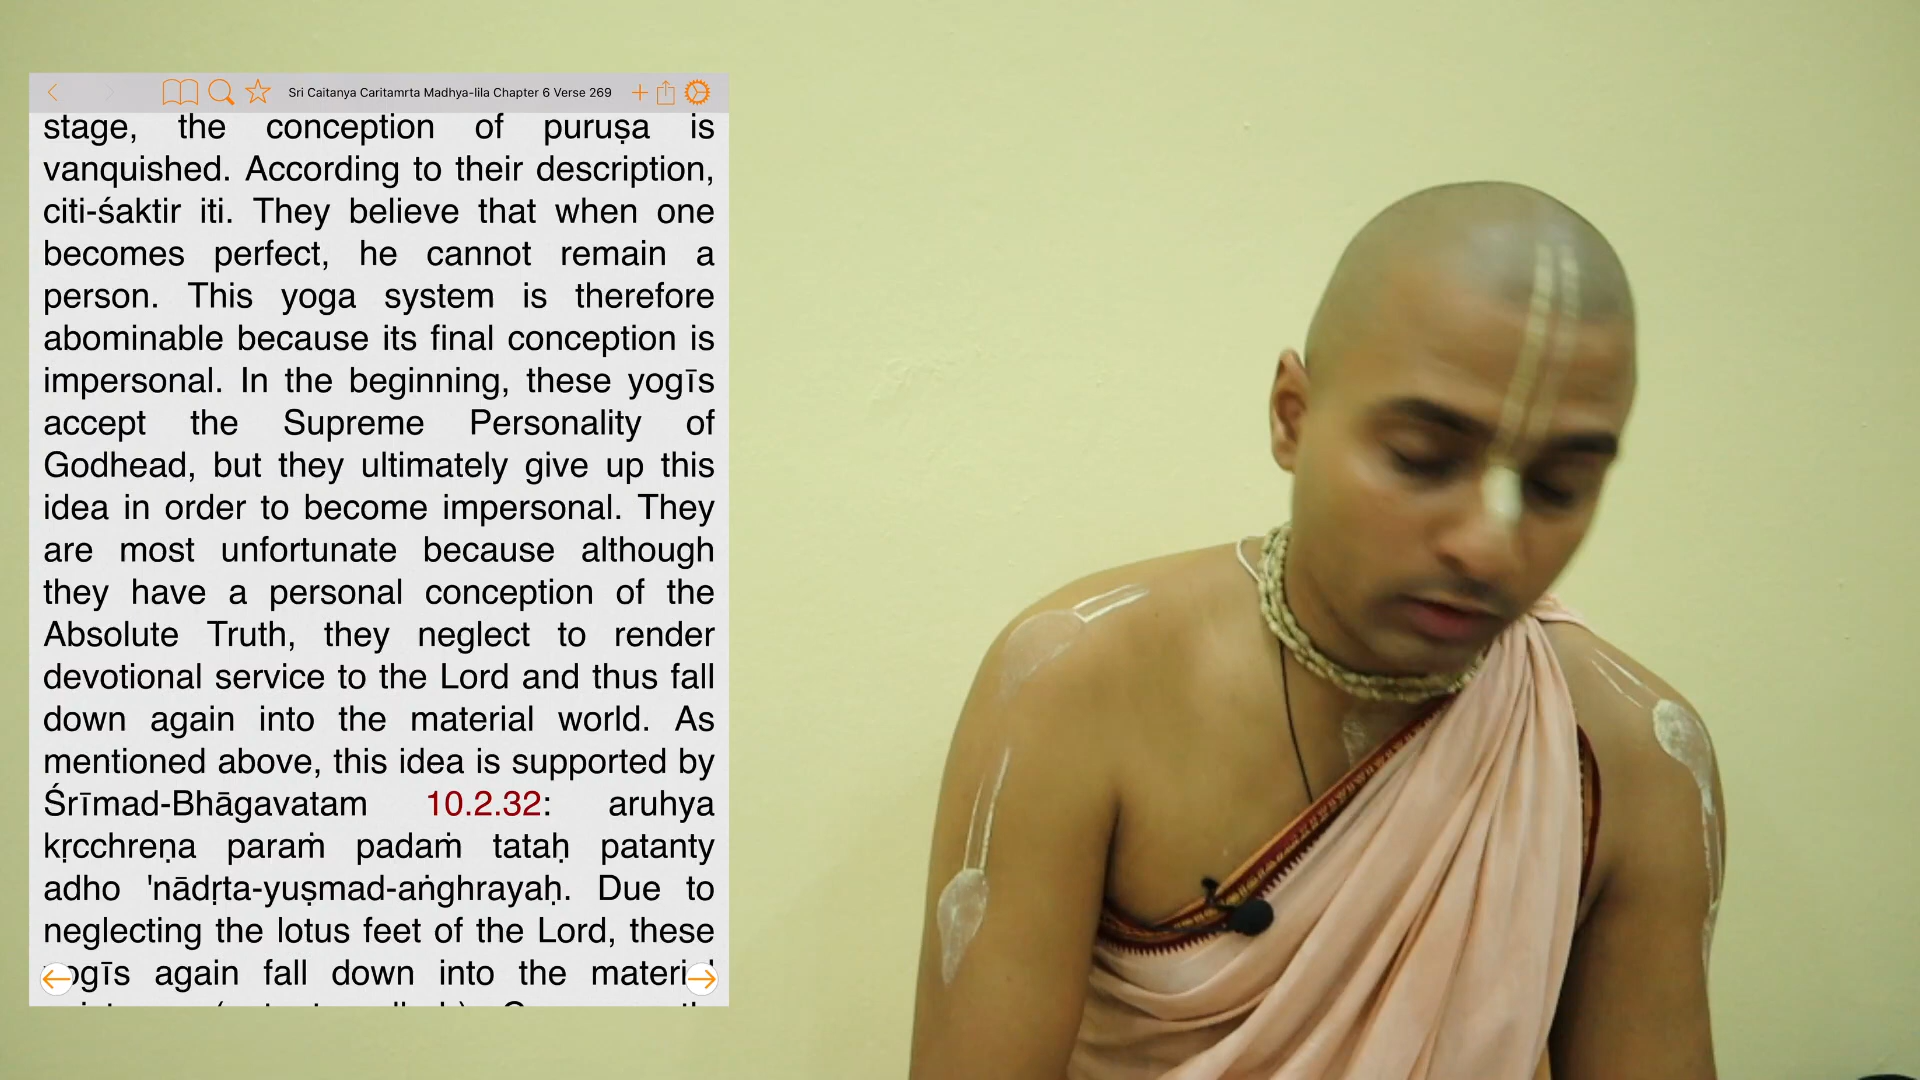 Sri Caitanya Caritamrta Madhya-lila Chapter 6 Verse 269
stage, the conception of puruṣa is
vanquished. According to their description,
citi-śaktir iti. They believe that when one
becomes perfect, he cannot remain a
person. This yoga system is therefore
abominable because its final conception is
impersonal. In the beginning, these yogīs
accept the Supreme Personality of
Godhead, but they ultimately give up this
idea in order to become impersonal. They
are most unfortunate because although
they have a personal conception of the
Absolute Truth, they neglect to render
devotional service to the Lord and thus fall
down again into the material world. As
mentioned above, this idea is supported by
Śrīmad-Bhāgavatam 10.2.32: aruhya
kṛcchreṇa paraṁ padaṁ tataḥ patanty
adho 'nādṛta-yuṣmad-aṅghrayaḥ. Due to
neglecting the lotus feet of the Lord, these
yogīs again fall down into the material